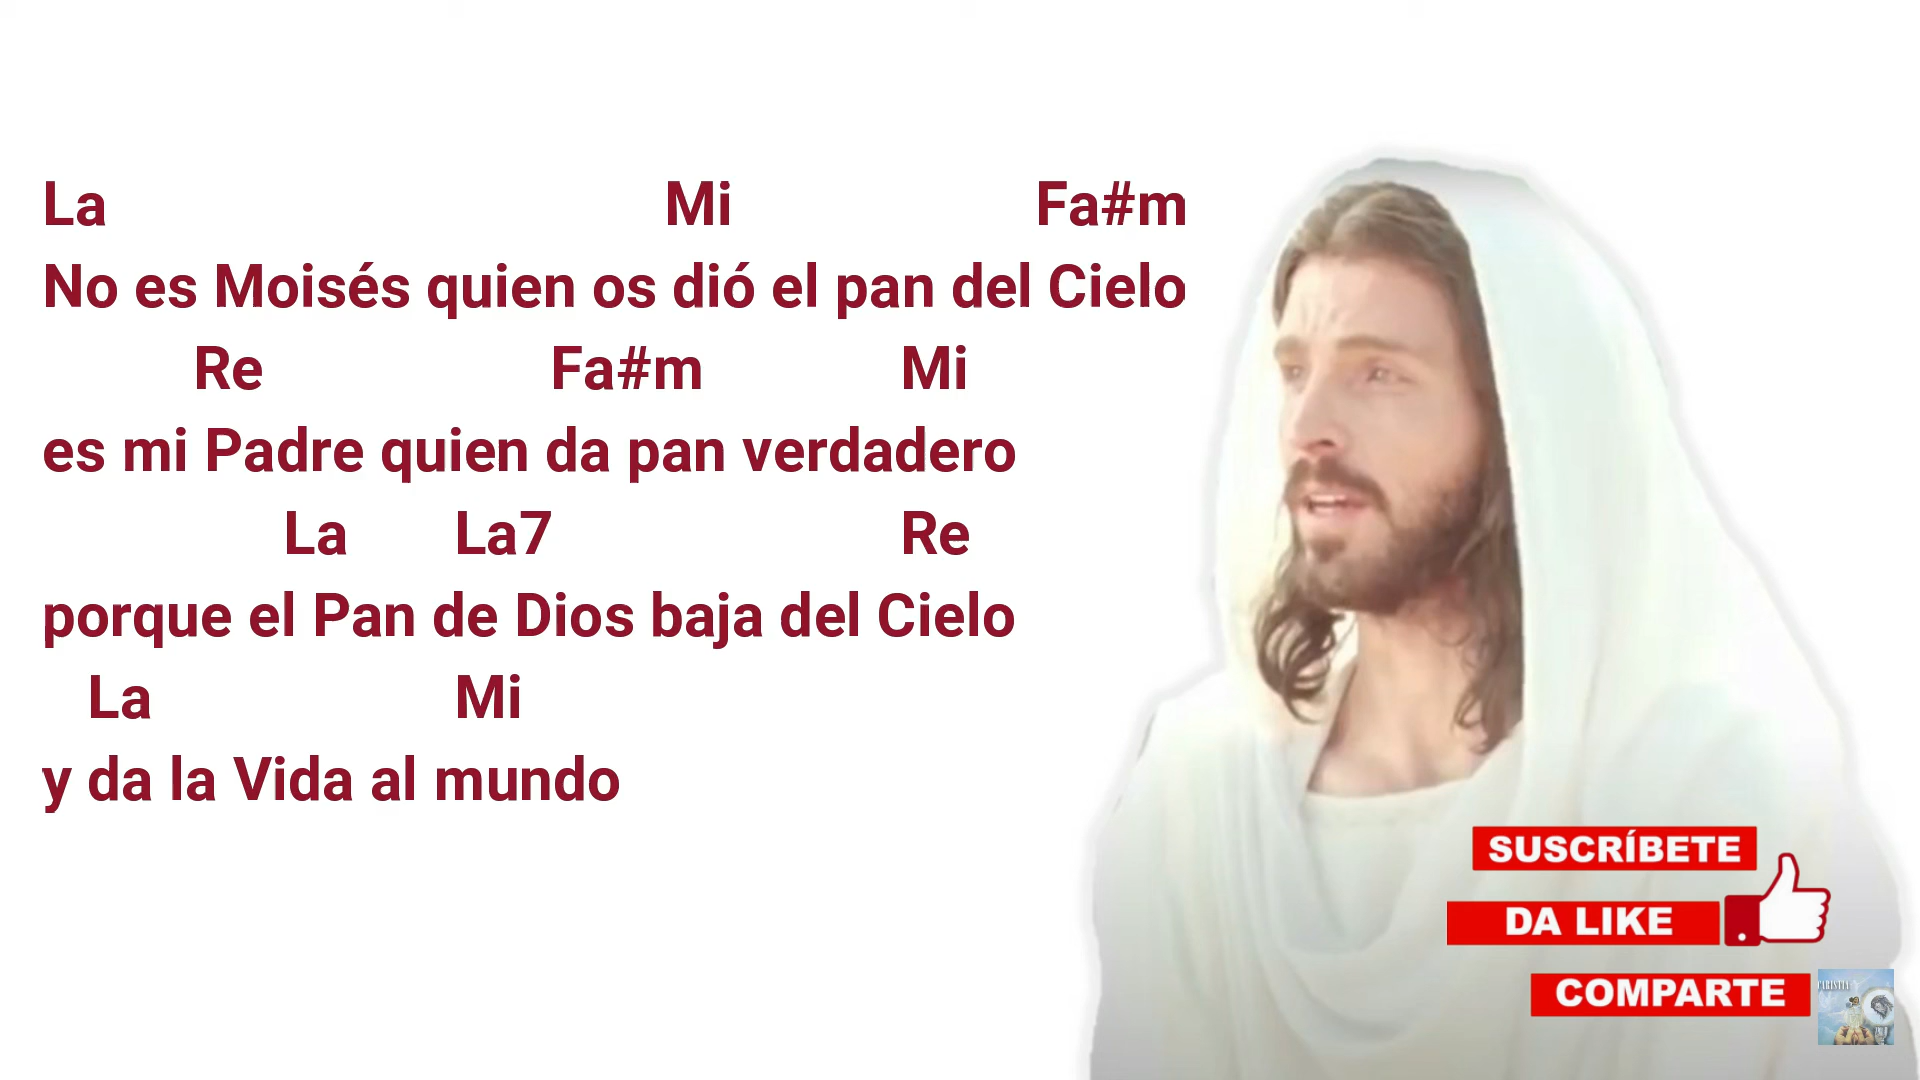 La Mi Fa#m
No es Moisés quien os dió el pan del Cielo
Re Fa#m Mi
es mi Padre quien da pan verdadero
La La7 Re
porque el Pan de Dios baja del Cielo
La Mi
y da la Vida al mundo
SUSCRÍBETE
DA LIKE
COMPARTE